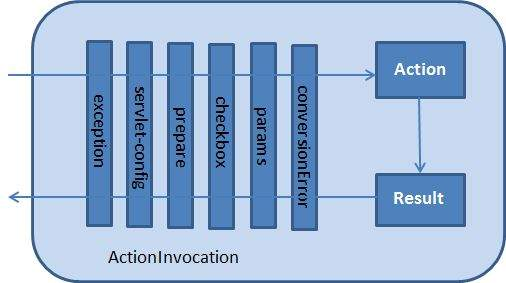 exception
servlet-config
prepare
checkbox
params
conversionError
Action
Result
ActionInvocation